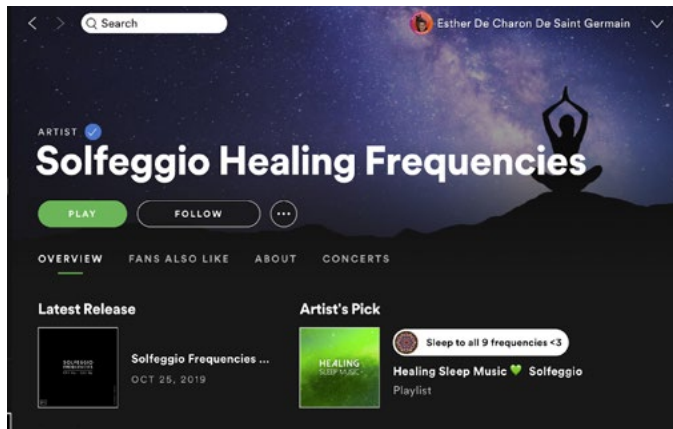 Search
Esther De Charon De Saint Germain
ARTIST
Solfeggio Healing Frequencies
PLAY
FOLLOW
OVERVIEW
FANS ALSO LIKE
ABOUT
CONCERTS
Latest Release
Artist's Pick
SOLFEGGIO
Solfeggio Frequencies ...
OCT 25, 2019
HEALING
SLEEP MUSIC
Sleep to all 9 frequencies <3
Healing Sleep Music 💚 Solfeggio
Playlist